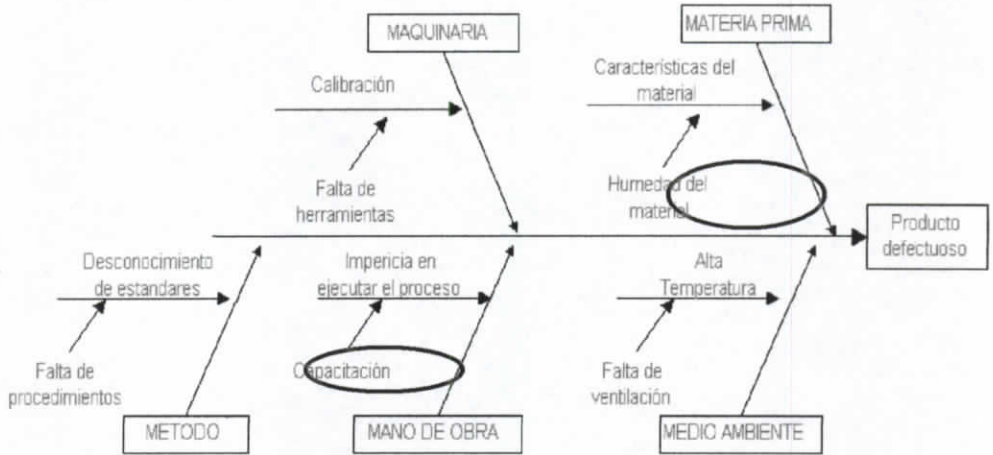 MAQUINARIA
MATERIA PRIMA
Calibración
Características del
material
Falta de
herramientas
Humedad del
material
Producto
defectuoso
Desconocimiento
de estandares
Impericia en
ejecutar el proceso
Alta
Temperatura
Falta de
procedimientos
Capacitación
Falta de
ventilación
METODO
MANO DE OBRA
MEDIO AMBIENTE